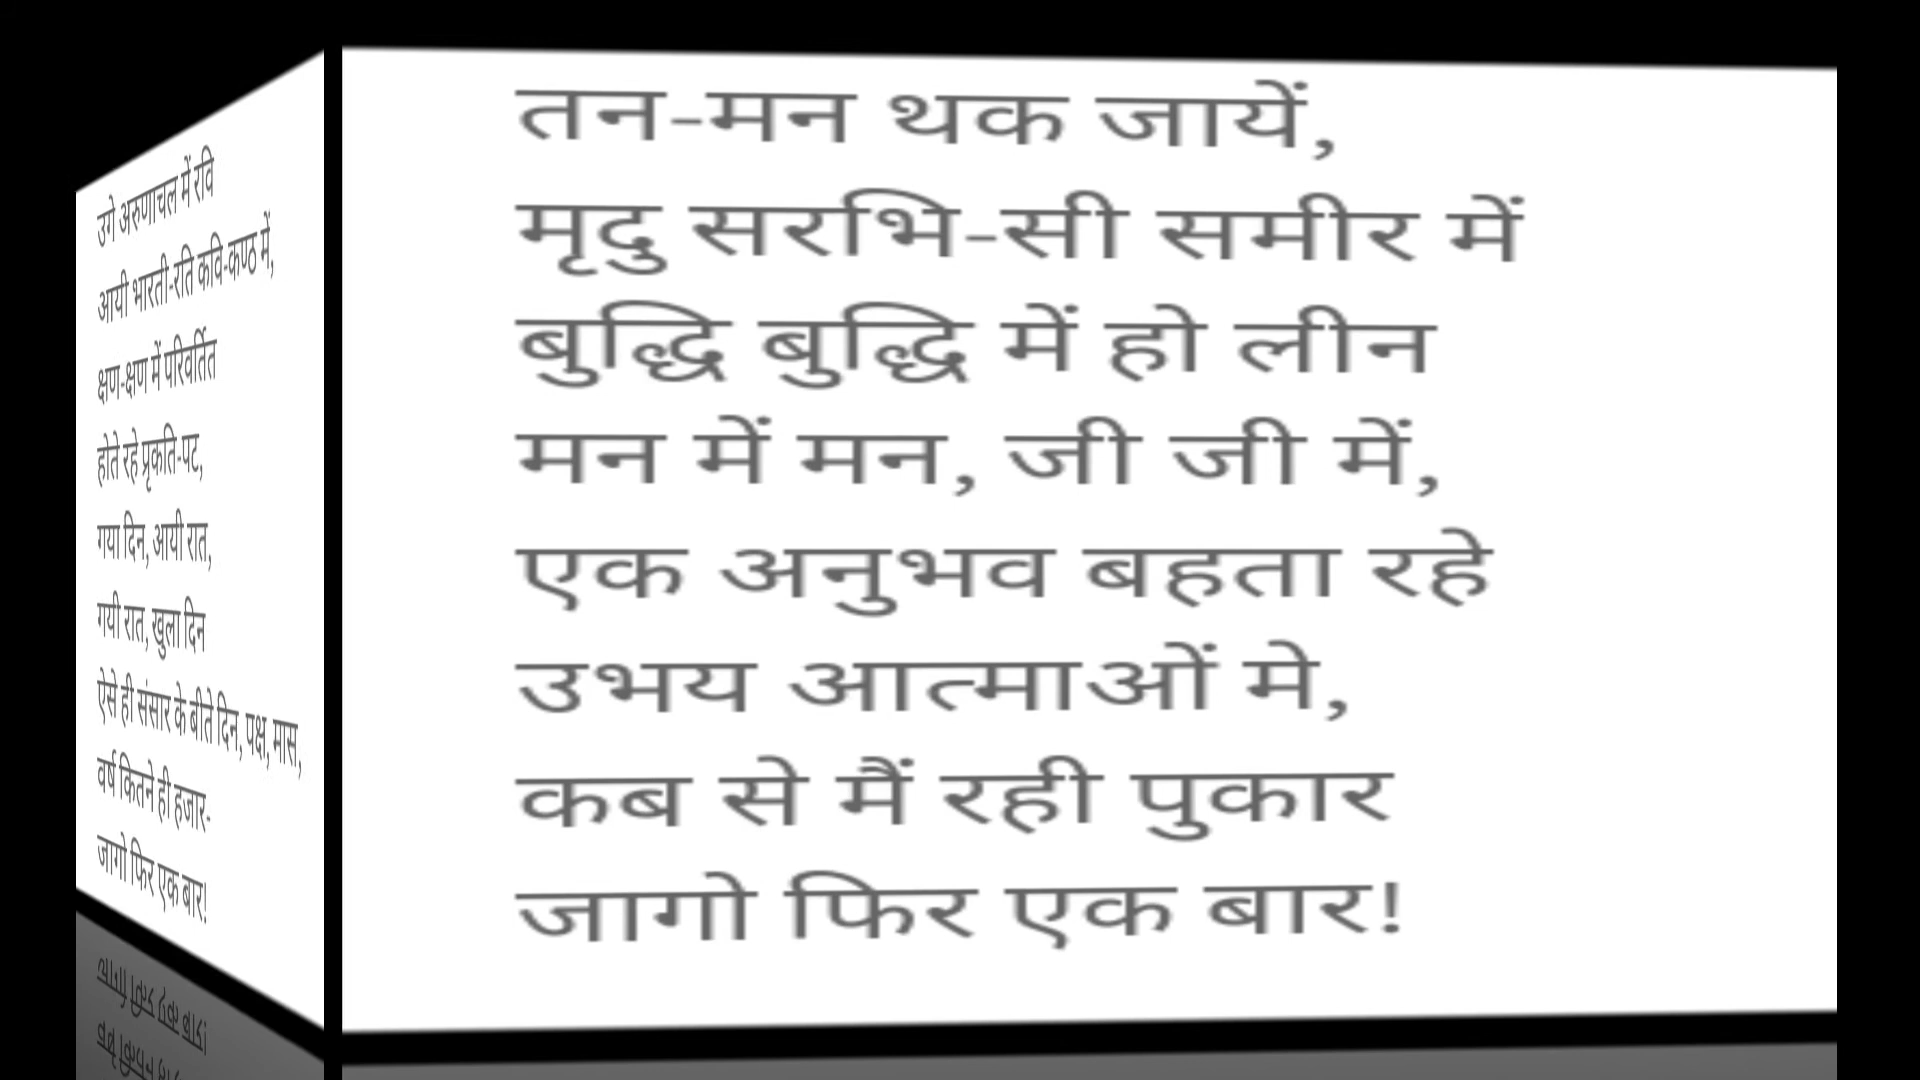 उगे अरुणाचल में रवि
आयी भारती-रति कवि-कण्ठ में,
क्षण-क्षण में परिवर्तित
होते रहे प्रृकति-पट,
गया दिन, आयी रात,
गयी रात, खुला दिन
ऐसे ही संसार के बीते दिन, पक्ष, मास,
वर्ष कितने ही हजार-
जागो फिर एक बार!
तन-मन थक जायें,
मृदु सरभि-सी समीर में
बुद्धि बुद्धि में हो लीन
मन में मन, जी जी में,
एक अनुभव बहता रहे
उभय आत्माओं मे,
कब से मैं रही पुकार
जागो फिर एक बार!